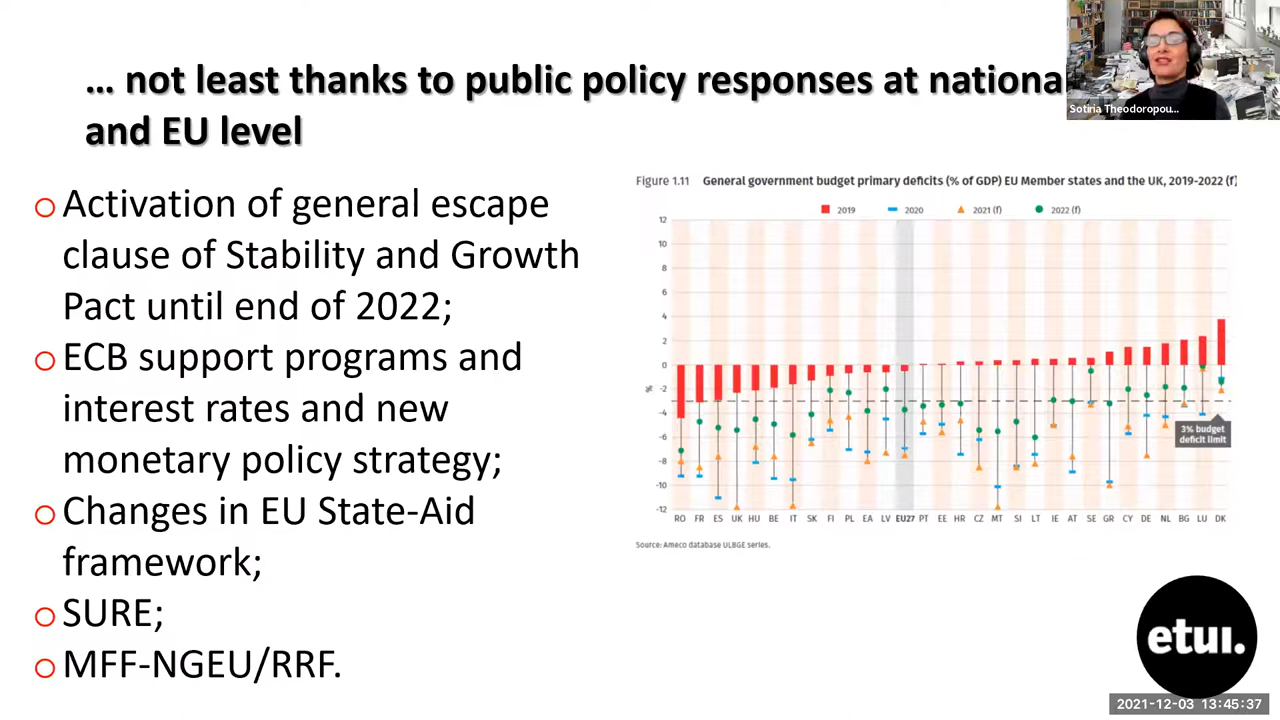 ... not least thanks to public policy responses at nationa
and EU level
Sotiria Theodoropou...
Activation of general escape
clause of Stability and Growth
Pact until end of 2022;
ECB support programs and
interest rates and new
monetary policy strategy;
Changes in EU State-Aid
framework;
SURE;
MFF-NGEU/RRF.
Figure 1.11 General government budget primary deficits (% of GDP) EU Member states and the UK, 2019-2022 (f)
2019 2020 2021 (f) 2022 (f)
12
10
8
6
4
2
0
-2
-4
-6
-8
-10
-12
%
3% budget
deficit limit
RO FR ES UK HU BE IT SK FI PL EA LV EU27 PT EE HR CZ MT SI LT IE AT SE GR CY DE NL BG LU DK
Source: Ameco database ULBGE series.
etui.
2021-12-03 13:45:37